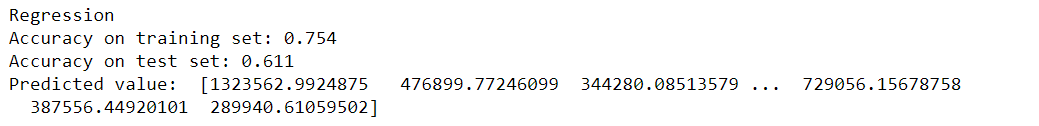 Regression
Accuracy on training set: 0.754
Accuracy on test set: 0.611
Predicted value:  [1323562.9924875   476899.77246099  344280.08513579 ...  729056.15678758
  387556.44920101  289940.61059502]